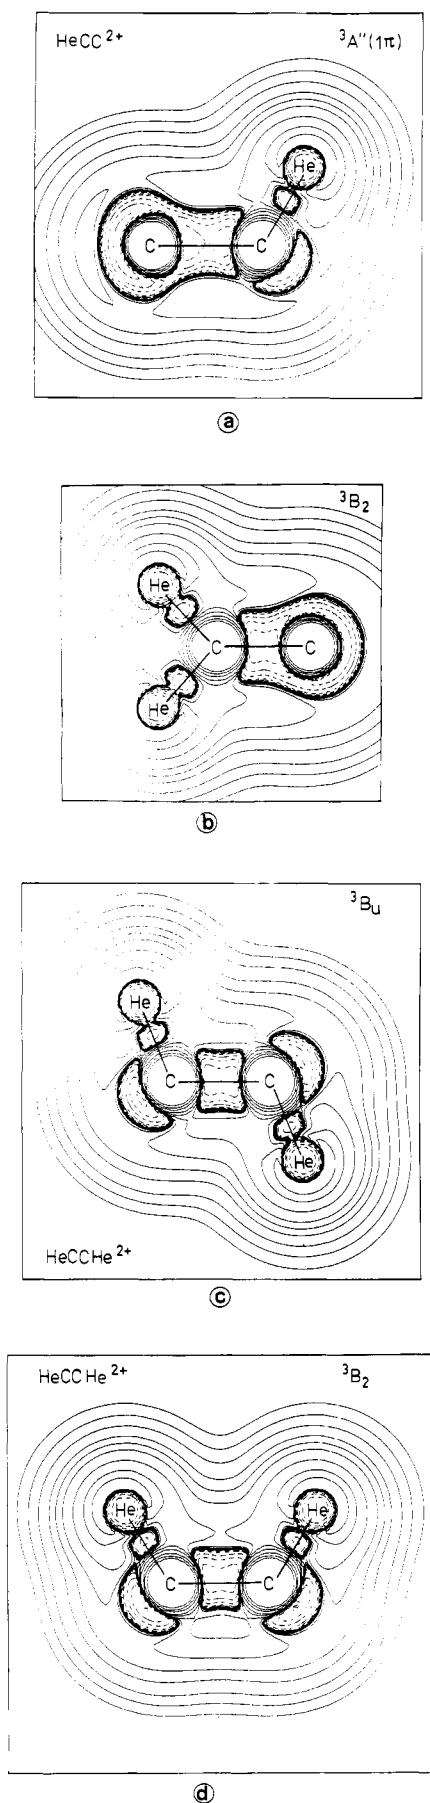 HeCC²⁺ ³A''(1π)
He
C C
ⓐ
³B₂
He
C C
He
ⓑ
³Bᵤ
He
C C
He
HeCCHe²⁺
ⓒ
HeCCHe²⁺ ³B₂
He He
C C
ⓓ